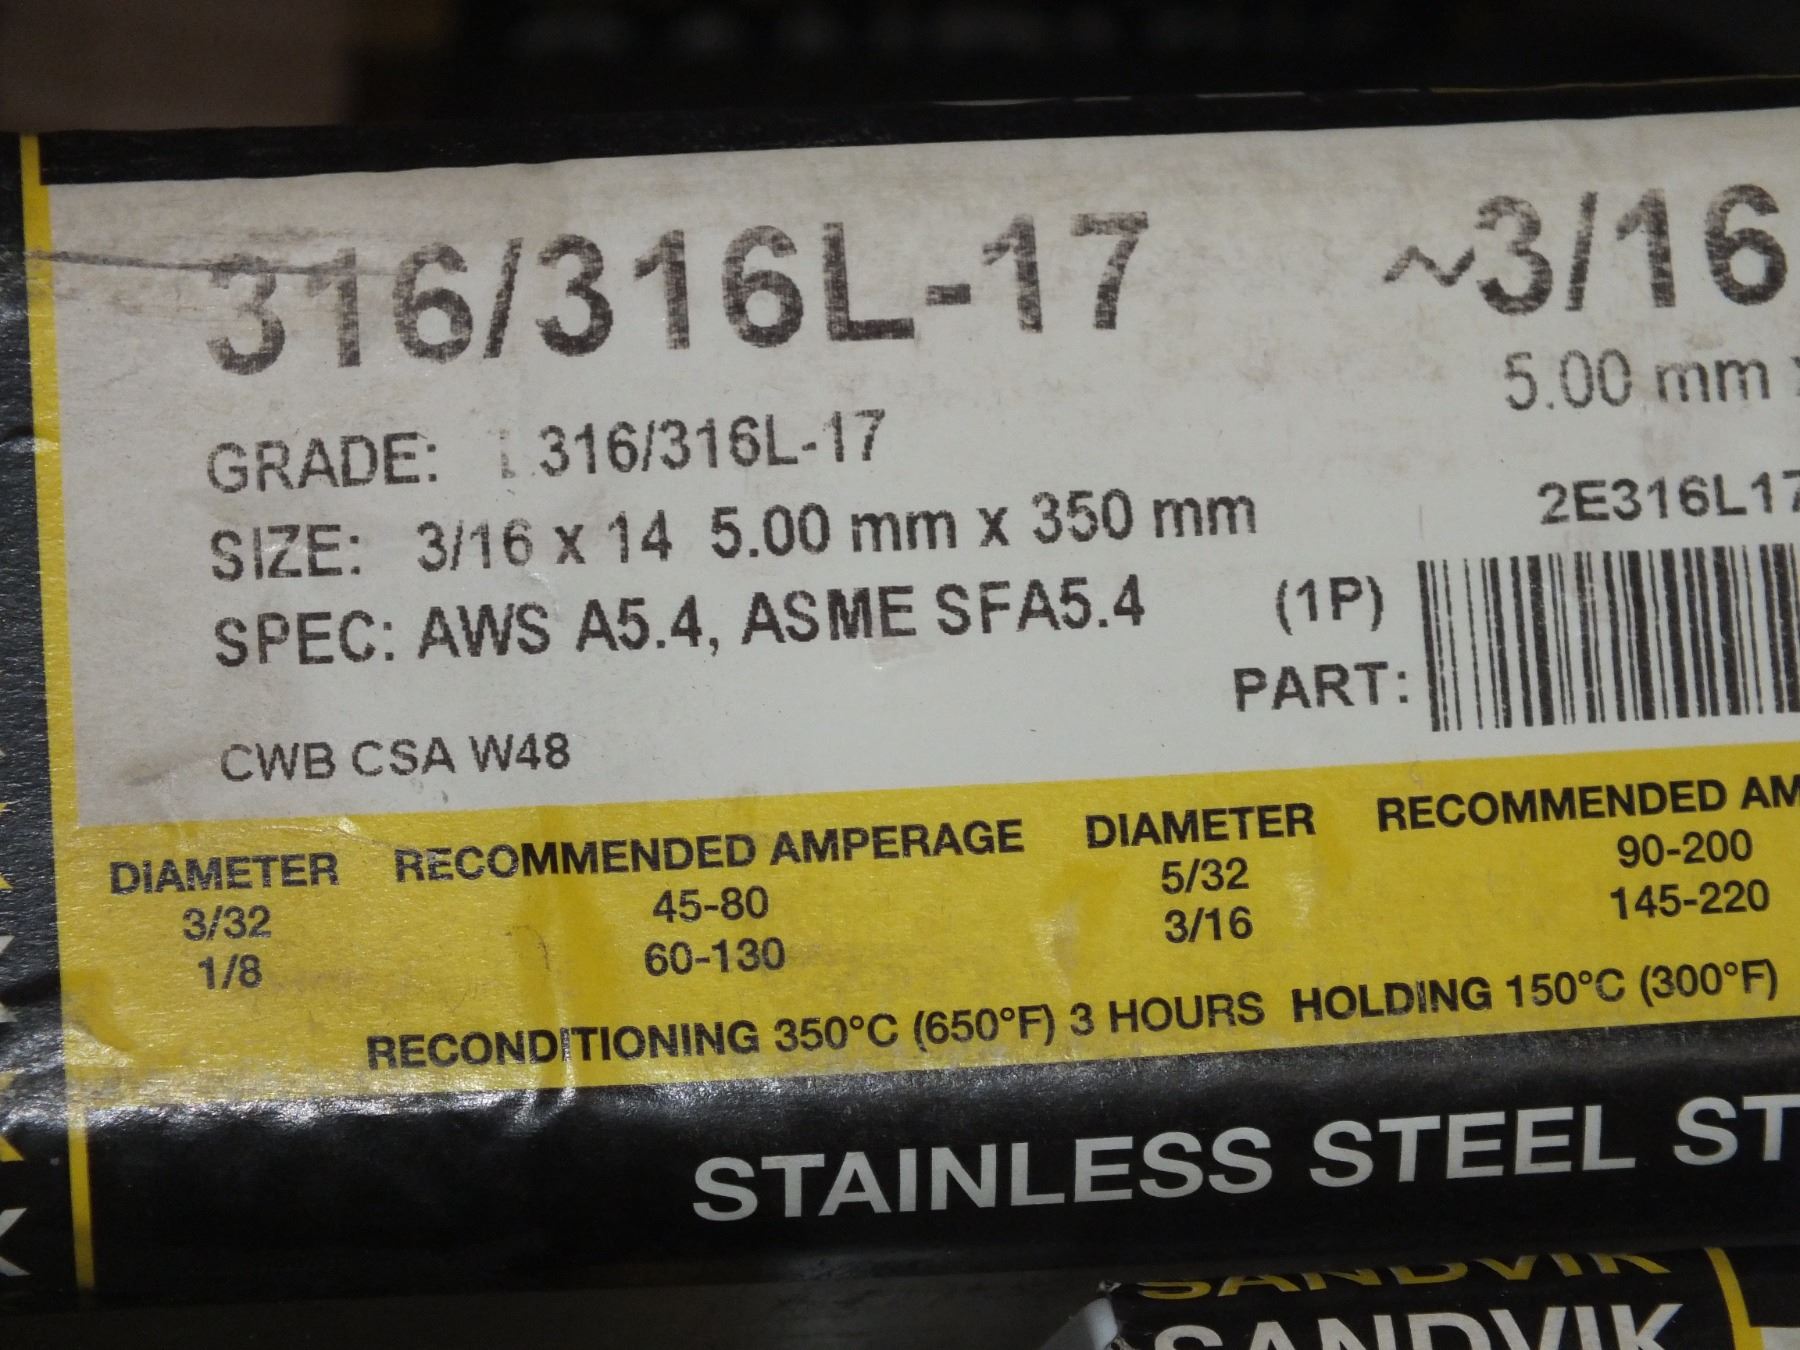 316/316L-17 ~3/16
5.00 mm
GRADE: 316/316L-17
2E316L17
SIZE: 3/16 x 14 5.00 mm x 350 mm
SPEC: AWS A5.4, ASME SFA5.4
(1P)
PART:
CWB CSA W48
DIAMETER RECOMMENDED AMPERAGE DIAMETER RECOMMENDED AM
3/32 45-80 5/32 90-200
1/8 60-130 3/16 145-220
RECONDITIONING 350°C (650°F) 3 HOURS HOLDING 150°C (300°F)
STAINLESS STEEL ST
SANDVIK
SANDVIK